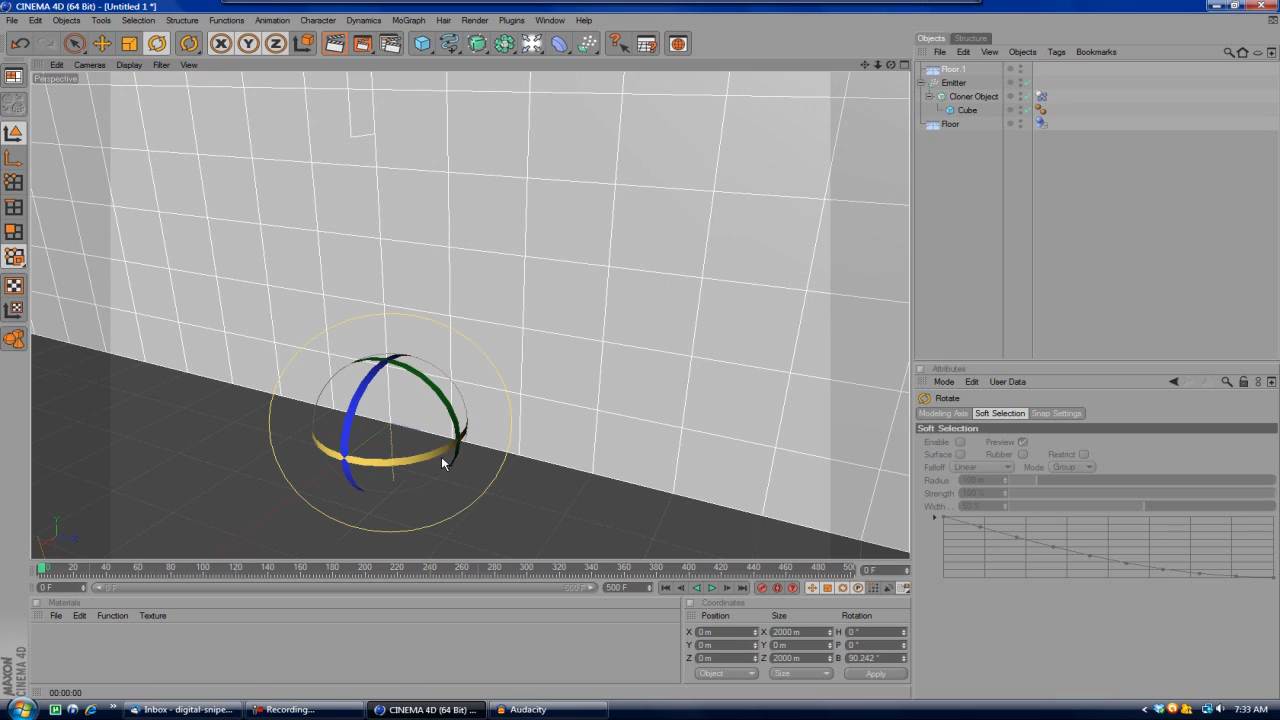 CINEMA 4D (64 Bit) - [Untitled 1 *]
File Edit Objects Tools Selection Structure Functions Animation Character Dynamics MoGraph Hair Render Plugins Window Help
Edit Cameras Display Filter View
Perspective
Objects Structure
File Edit View Objects Tags Bookmarks
Floor.1
Emitter
Cloner Object
Cube
Floor
Attributes
Mode Edit User Data
Rotate
Modeling Axis Soft Selection Snap Settings
Soft Selection
Enable Preview
Surface Rubber Restrict
Falloff Linear Mode Group
Radius 100 m
Strength 100 %
Width . . 50 %
0 20 40 60 80 100 120 140 160 180 200 220 240 260 280 300 320 340 360 380 400 420 440 460 480 500 0 F
0 F 0 F 500 F 500 F
Materials
File Edit Function Texture
Coordinates
Position Size Rotation
X 0 m X 2000 m H 0 °
Y 0 m Y 0 m P 0 °
Z 0 m Z 2000 m B 90.242 °
Object Size Apply
MAXON CINEMA 4D
00:00:00
Inbox - digital-snipe... Recording... CINEMA 4D (64 Bit) ... Audacity 7:33 AM